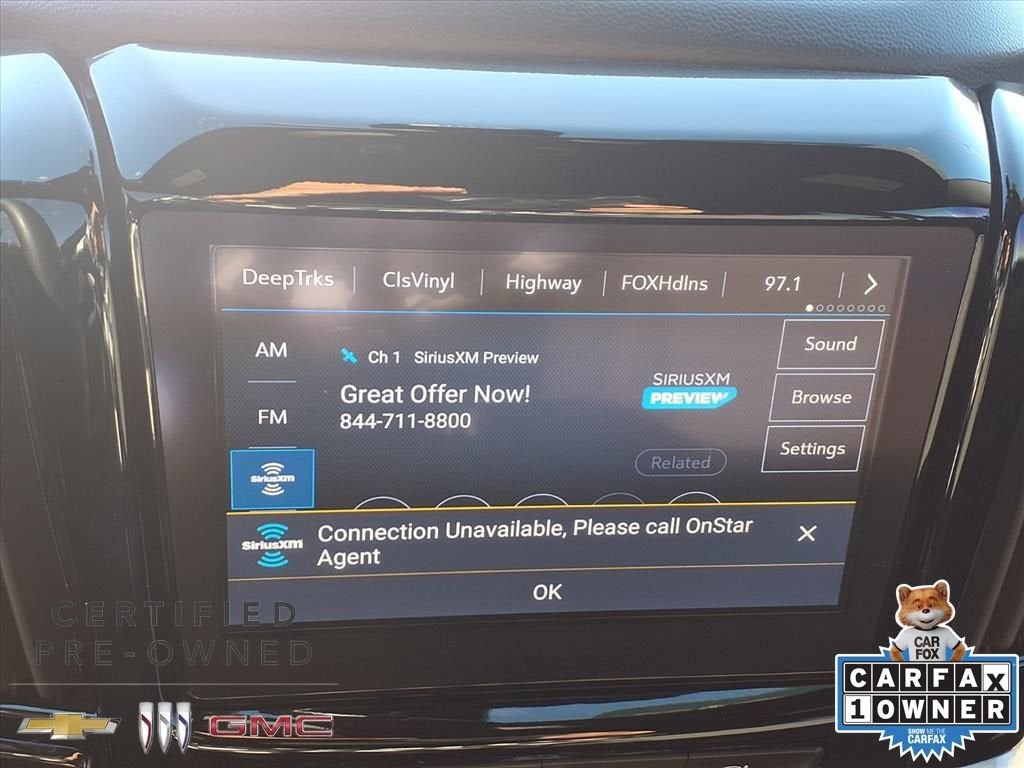 DeepTrks ClsVinyl Highway FOXHdlns 97.1
AM
Ch 1 SiriusXM Preview
Sound
Great Offer Now!
SIRIUSXM
PREVIEW
Browse
FM
844-711-8800
Settings
Related
SiriusXM
SiriusXM
Connection Unavailable, Please call OnStar
Agent
OK
CERTIFIED
PRE-OWNED
GMC
CAR
FOX
CARFAX
1 OWNER
SHOW ME THE
CARFAX